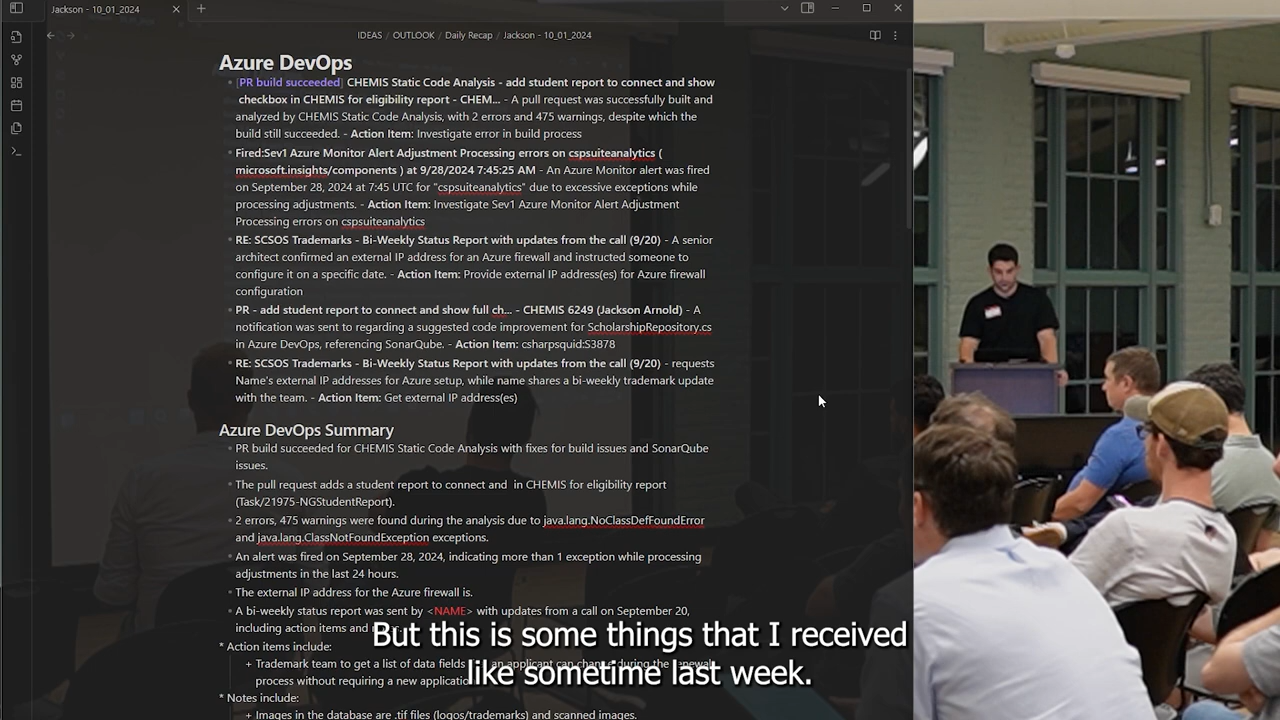 Jackson - 10_01_2024
IDEAS / OUTLOOK / Daily Recap / Jackson - 10_01_2024
Azure DevOps
[PR build succeeded] CHEMIS Static Code Analysis - add student report to connect and show
checkbox in CHEMIS for eligibility report - CHEM... - A pull request was successfully built and
analyzed by CHEMIS Static Code Analysis, with 2 errors and 475 warnings, despite which the
build still succeeded. - Action Item: Investigate error in build process
Fired:Sev1 Azure Monitor Alert Adjustment Processing errors on cspsuiteanalytics (
microsoft.insights/components ) at 9/28/2024 7:45:25 AM - An Azure Monitor alert was fired
on September 28, 2024 at 7:45 UTC for "cspsuiteanalytics" due to excessive exceptions while
processing adjustments. - Action Item: Investigate Sev1 Azure Monitor Alert Adjustment
Processing errors on cspsuiteanalytics
RE: SCSOS Trademarks - Bi-Weekly Status Report with updates from the call (9/20) - A senior
architect confirmed an external IP address for an Azure firewall and instructed someone to
configure it on a specific date. - Action Item: Provide external IP address(es) for Azure firewall
configuration
PR - add student report to connect and show full ch... - CHEMIS 6249 (Jackson Arnold) - A
notification was sent to regarding a suggested code improvement for ScholarshipRepository.cs
in Azure DevOps, referencing SonarQube. - Action Item: csharpsquid:S3878
RE: SCSOS Trademarks - Bi-Weekly Status Report with updates from the call (9/20) - requests
Name's external IP addresses for Azure setup, while name shares a bi-weekly trademark update
with the team. - Action Item: Get external IP address(es)
Azure DevOps Summary
PR build succeeded for CHEMIS Static Code Analysis with fixes for build issues and SonarQube
issues.
The pull request adds a student report to connect and in CHEMIS for eligibility report
(Task/21975-NGStudentReport).
2 errors, 475 warnings were found during the analysis due to java.lang.NoClassDefFoundError
and java.lang.ClassNotFoundException exceptions.
An alert was fired on September 28, 2024, indicating more than 1 exception while processing
adjustments in the last 24 hours.
The external IP address for the Azure firewall is.
A bi-weekly status report was sent by <NAME> with updates from a call on September 20,
including action items and
* Action items include:
+ Trademark team to get a list of data fields an applicant can change during the renewal
process without requiring a new application
* Notes include:
+ Images in the database are .tif files (logos/trademarks) and scanned images.
But this is some things that I received
like sometime last week.